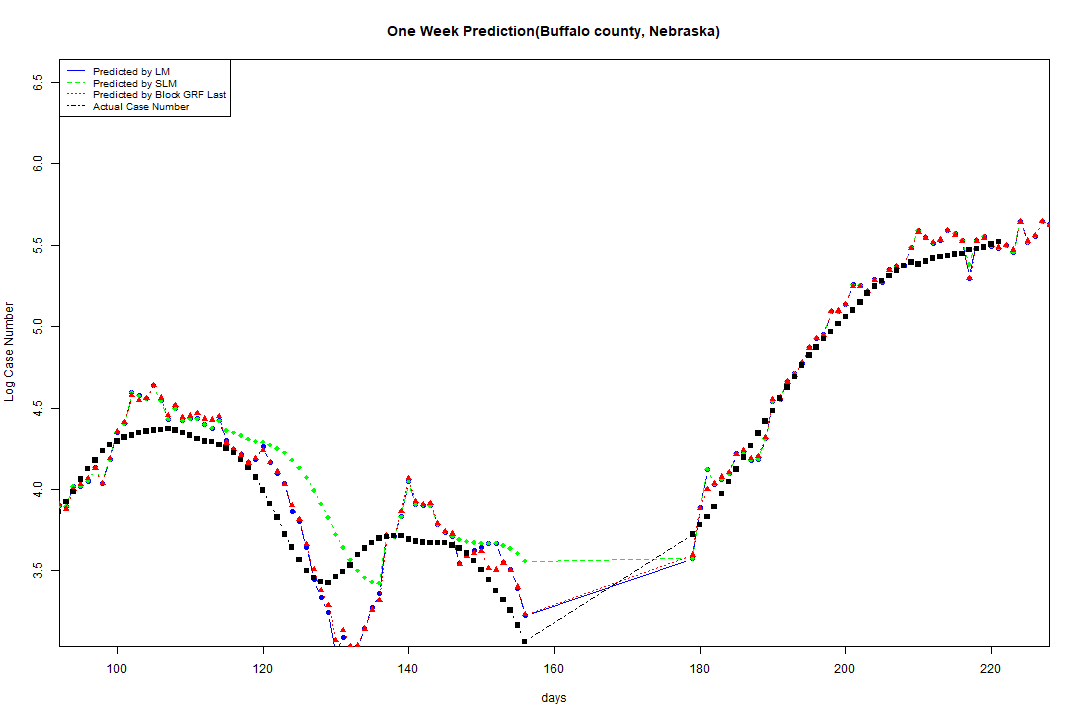 One Week Prediction(Buffalo county, Nebraska)
Predicted by LM
Predicted by SLM
Predicted by Block GRF Last
Actual Case Number
6.5
6.0
5.5
5.0
4.5
4.0
3.5
Log Case Number
100 120 140 160 180 200 220
days